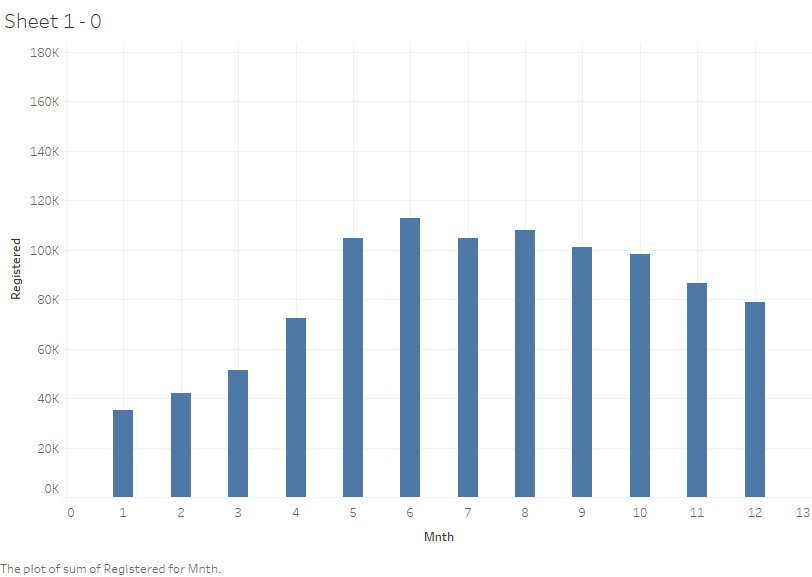 Sheet 1 - 0
180K
160K
140K
120K
100K
80K
60K
40K
20K
0K
Registered
0 1 2 3 4 5 6 7 8 9 10 11 12 13
Mnth
The plot of sum of Registered for Mnth.